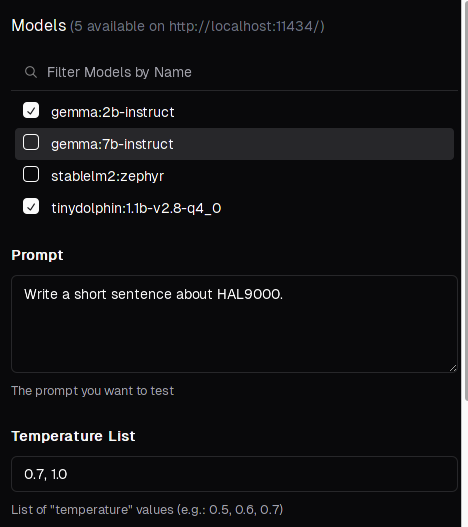 Models (5 available on http://localhost:11434/)
Filter Models by Name
gemma:2b-instruct
gemma:7b-instruct
stablelm2:zephyr
tinydolphin:1.1b-v2.8-q4_0
Prompt
Write a short sentence about HAL9000.
The prompt you want to test
Temperature List
0.7, 1.0
List of "temperature" values (e.g.: 0.5, 0.6, 0.7)